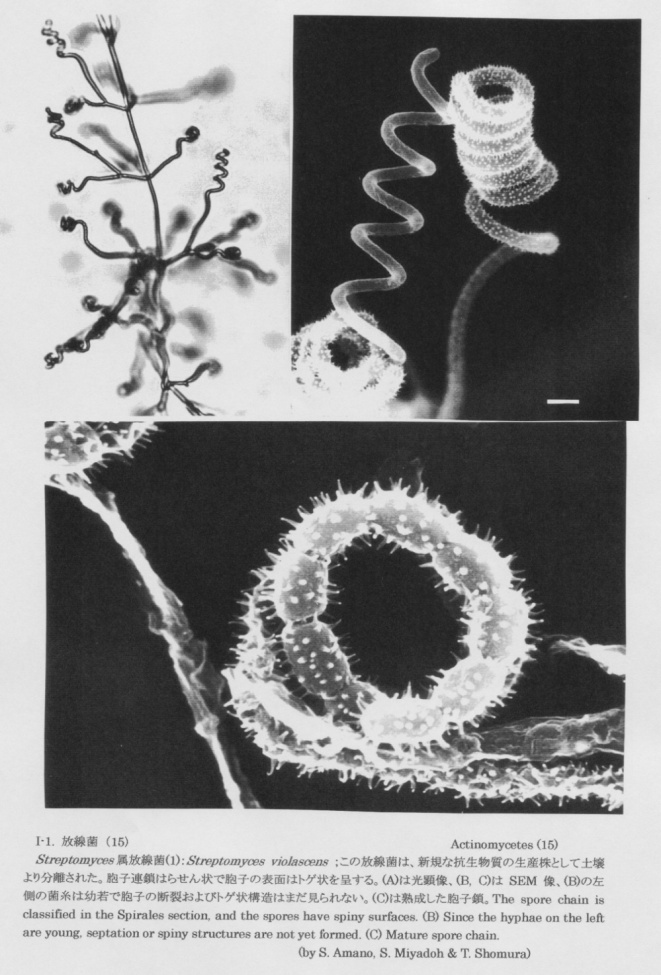 I-1. 放線菌 (15)
Actinomycetes (15)
Streptomyces 属放線菌(1): Streptomyces violascens ;この放線菌は、新規な抗生物質の生産株として土壌
より分離された。胞子連鎖はらせん状で胞子の表面はトゲ状を呈する。(A)は光顕像、(B, C)は SEM 像、(B)の左
側の菌糸は幼若で胞子の断裂およびトゲ状構造はまだ見られない。(C)は熟成した胞子鎖。The spore chain is
classified in the Spirales section, and the spores have spiny surfaces. (B) Since the hyphae on the left
are young, septation or spiny structures are not yet formed. (C) Mature spore chain.
(by S. Amano, S. Miyadoh & T. Shomura)